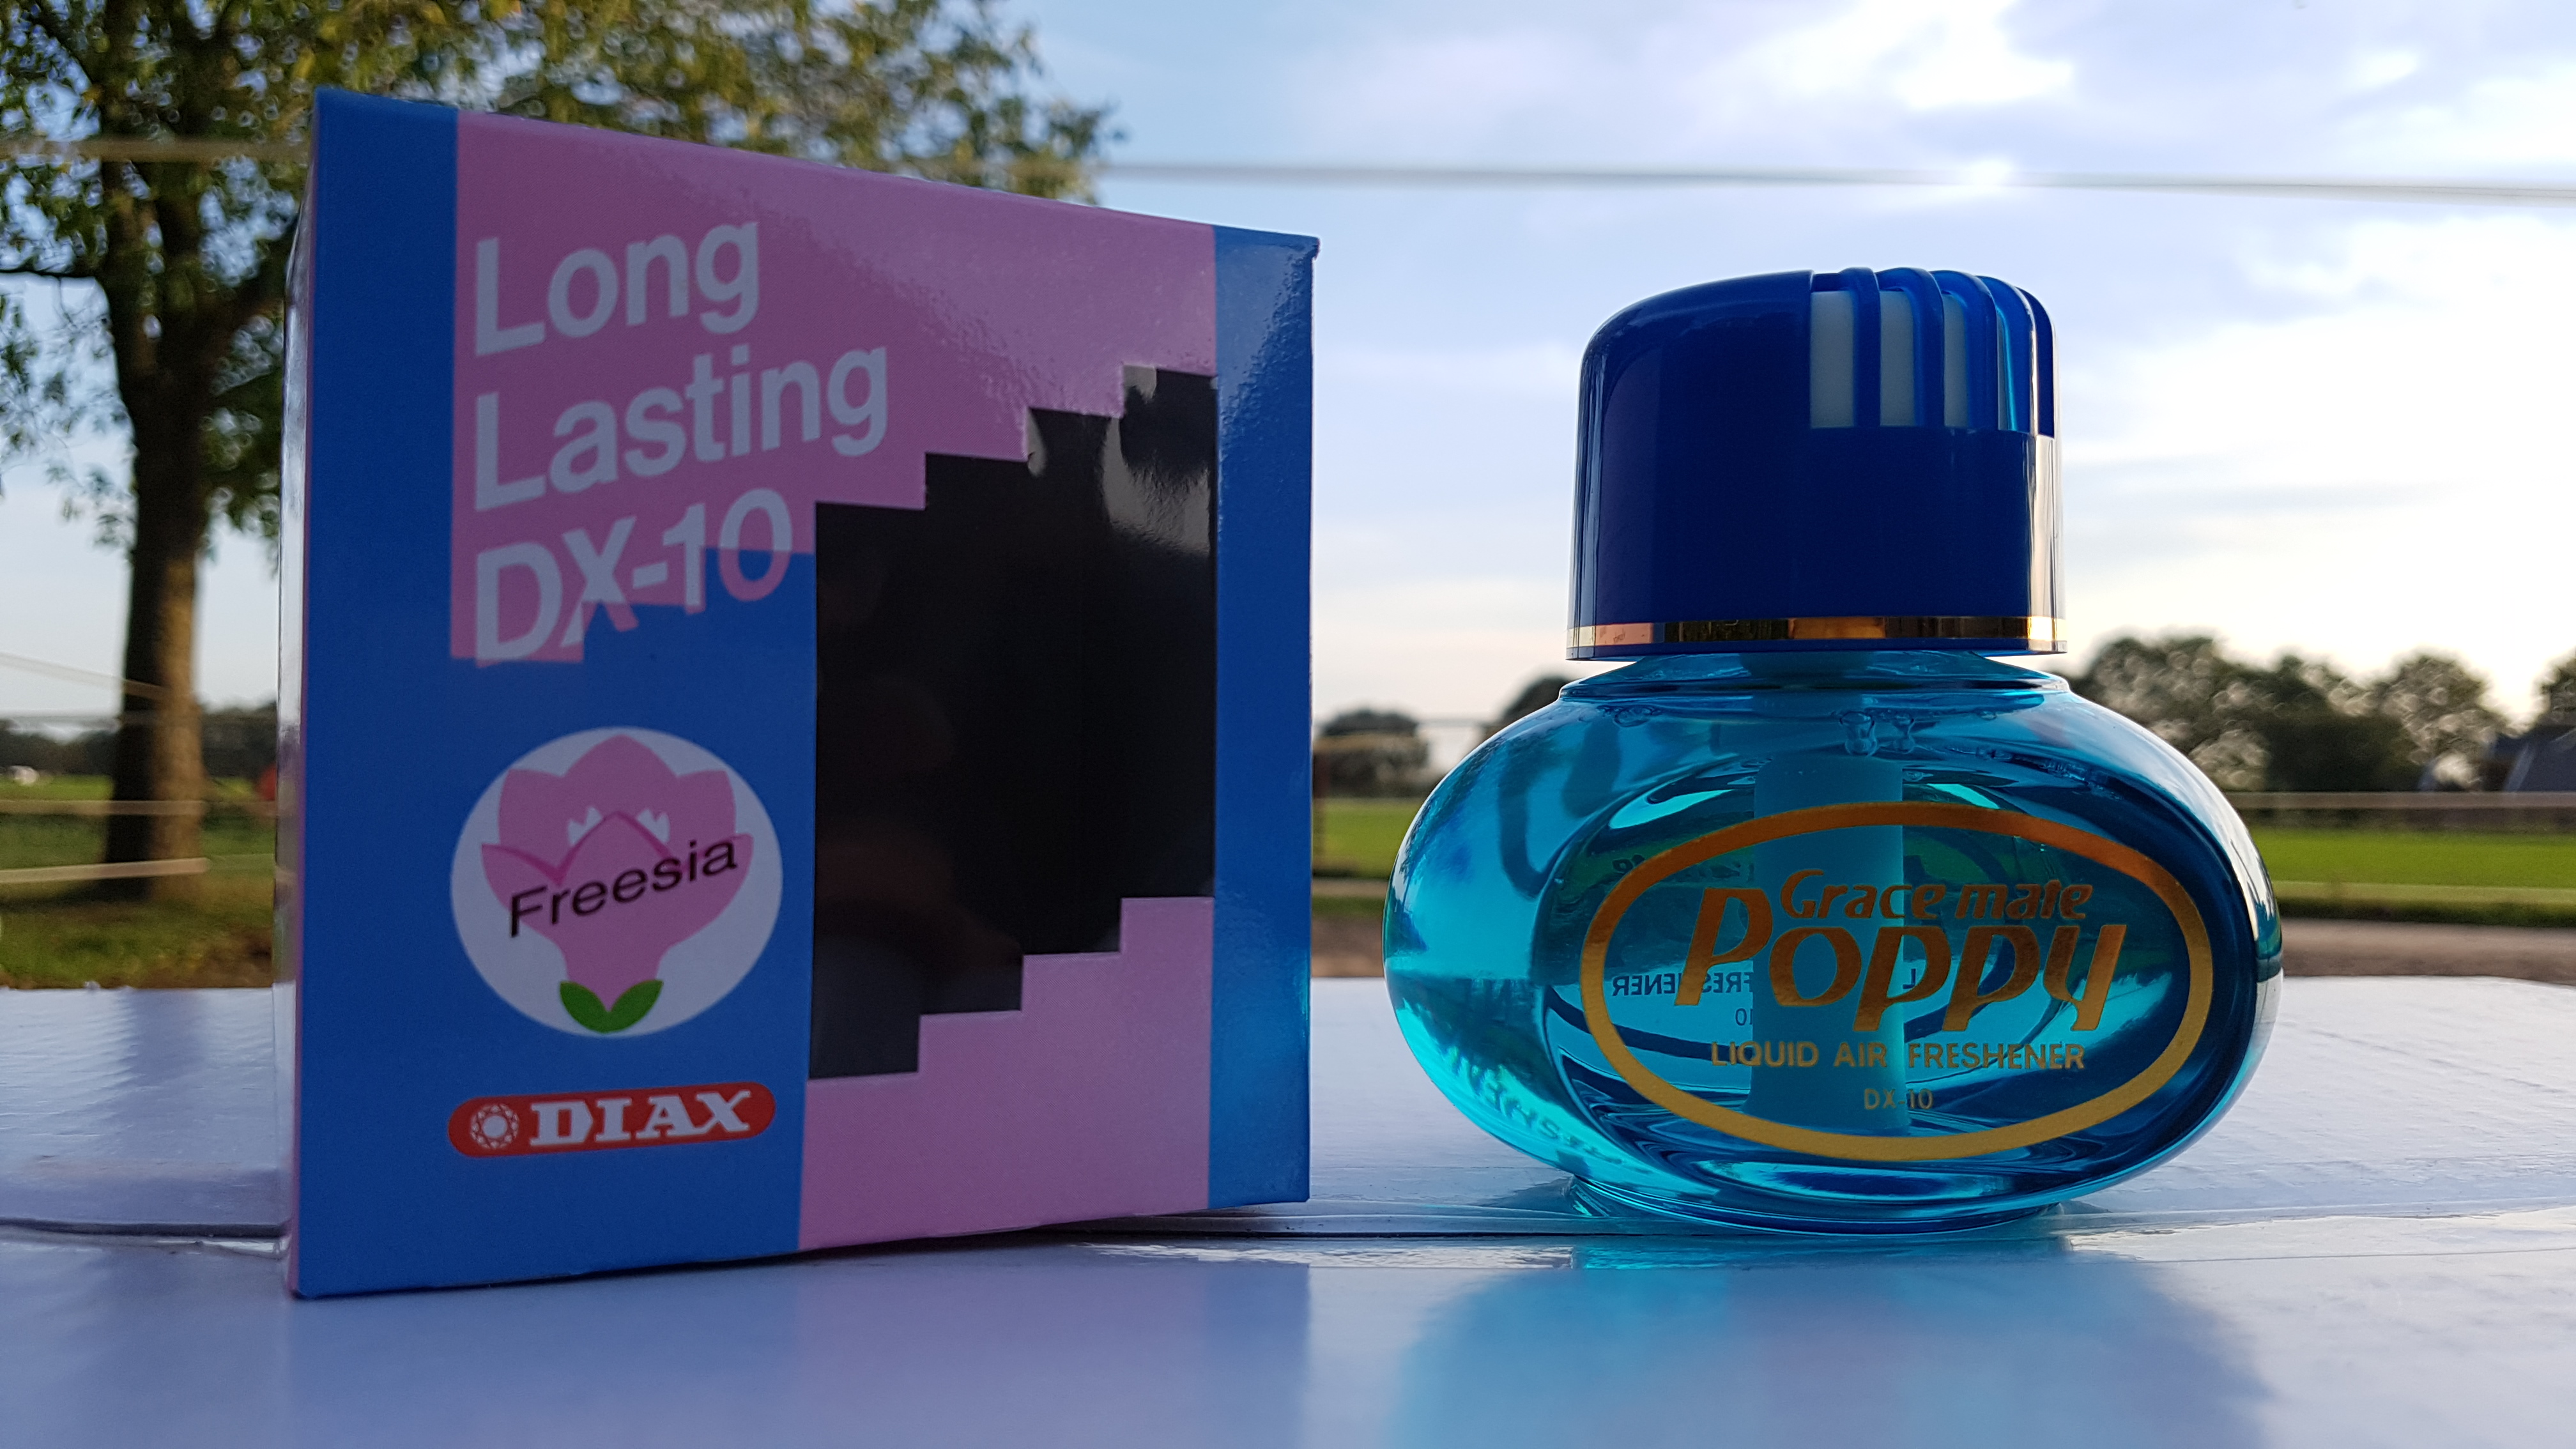 Long
Lasting
DX-10
Freesia
DIAX
Grace mate
Poppy
LIQUID AIR FRESHENER
DX-10